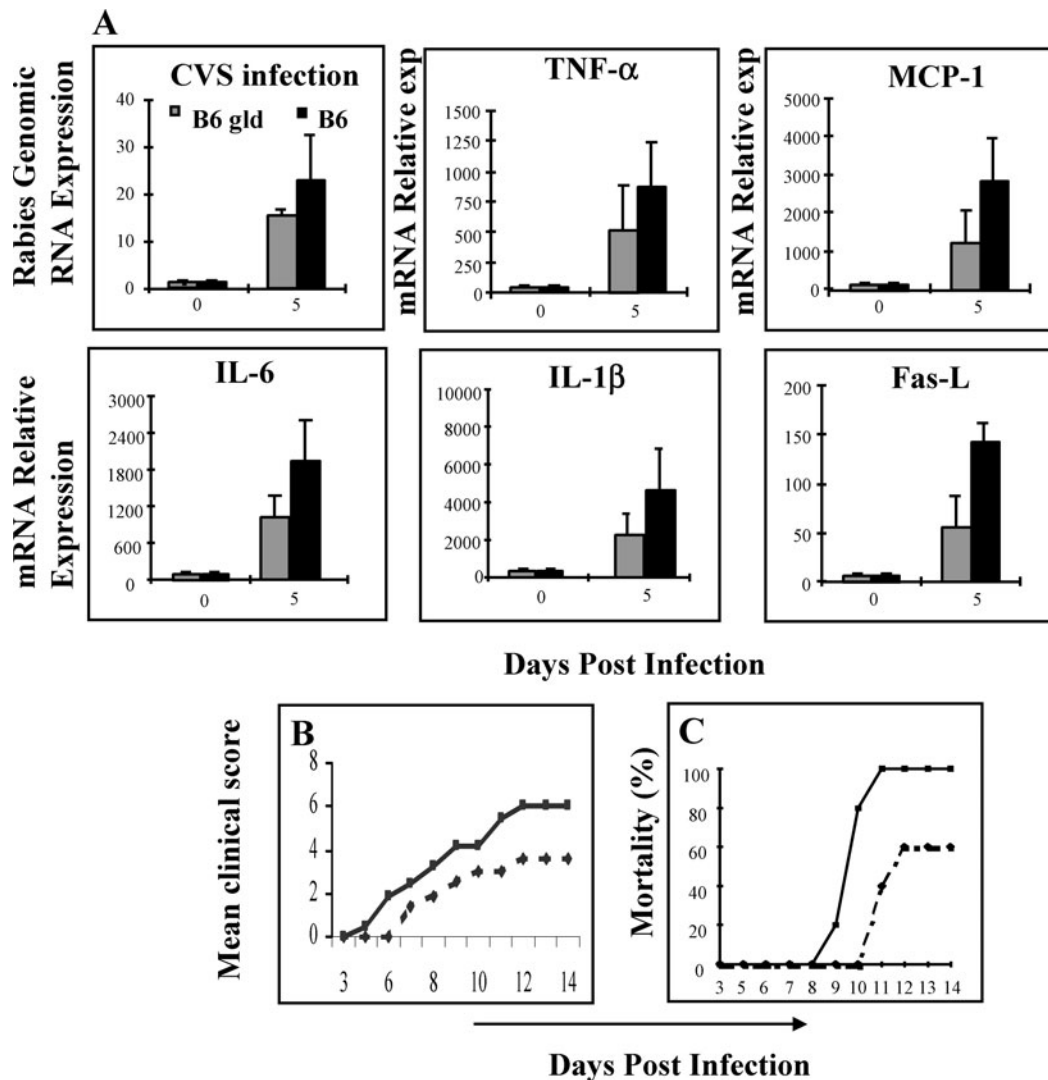 A
CVS infection
B6 gld B6
Rabies Genomic
RNA Expression
40
30
20
10
0
0 5
TNF-α
mRNA Relative exp
1500
1250
1000
750
500
250
0
0 5
MCP-1
mRNA Relative exp
5000
4000
3000
2000
1000
0
0 5
IL-6
mRNA Relative
Expression
3000
2400
1800
1200
600
0
0 5
IL-1β
10000
8000
6000
4000
2000
0
0 5
Fas-L
200
150
100
50
0
0 5
Days Post Infection
B
Mean clinical score
8
6
4
2
0
3 6 8 10 12 14
C
Mortality (%)
100
80
60
40
20
0
3 5 6 7 8 9 10 11 12 13 14
Days Post Infection